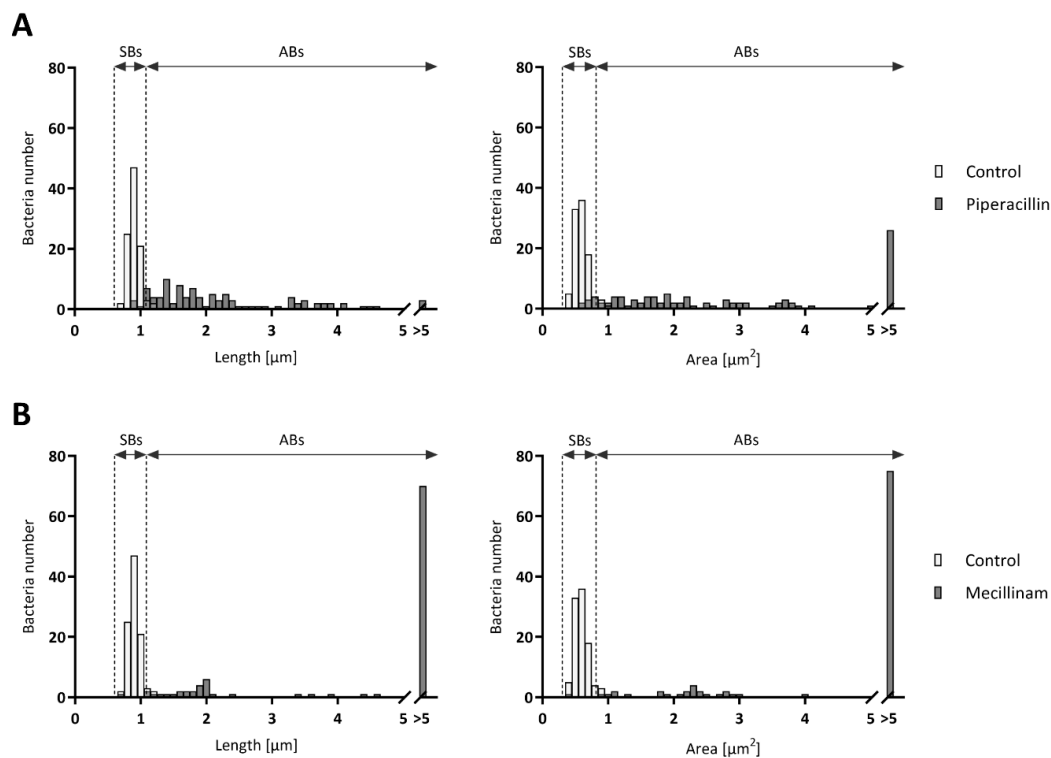 A
SBs ABs
80
60
40
20
0
Bacteria number
0 1 2 3 4 5 >5
Length [µm]
SBs ABs
80
60
40
20
0
Bacteria number
0 1 2 3 4 5 >5
Area [µm²]
Control
Piperacillin
B
SBs ABs
80
60
40
20
0
Bacteria number
0 1 2 3 4 5 >5
Length [µm]
SBs ABs
80
60
40
20
0
Bacteria number
0 1 2 3 4 5 >5
Area [µm²]
Control
Mecillinam